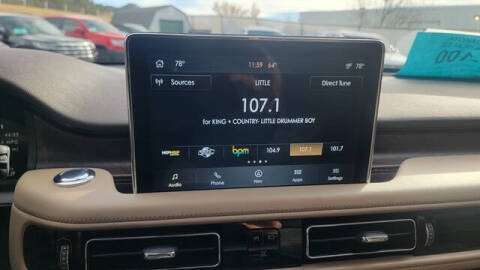 78° 11:59 64° 78°
Sources LITTLE Direct Tune
107.1
for KING + COUNTRY- LITTLE DRUMMER BOY
HIPHOP bpm 104.9 107.1 101.7
Audio Phone Nav Apps Settings